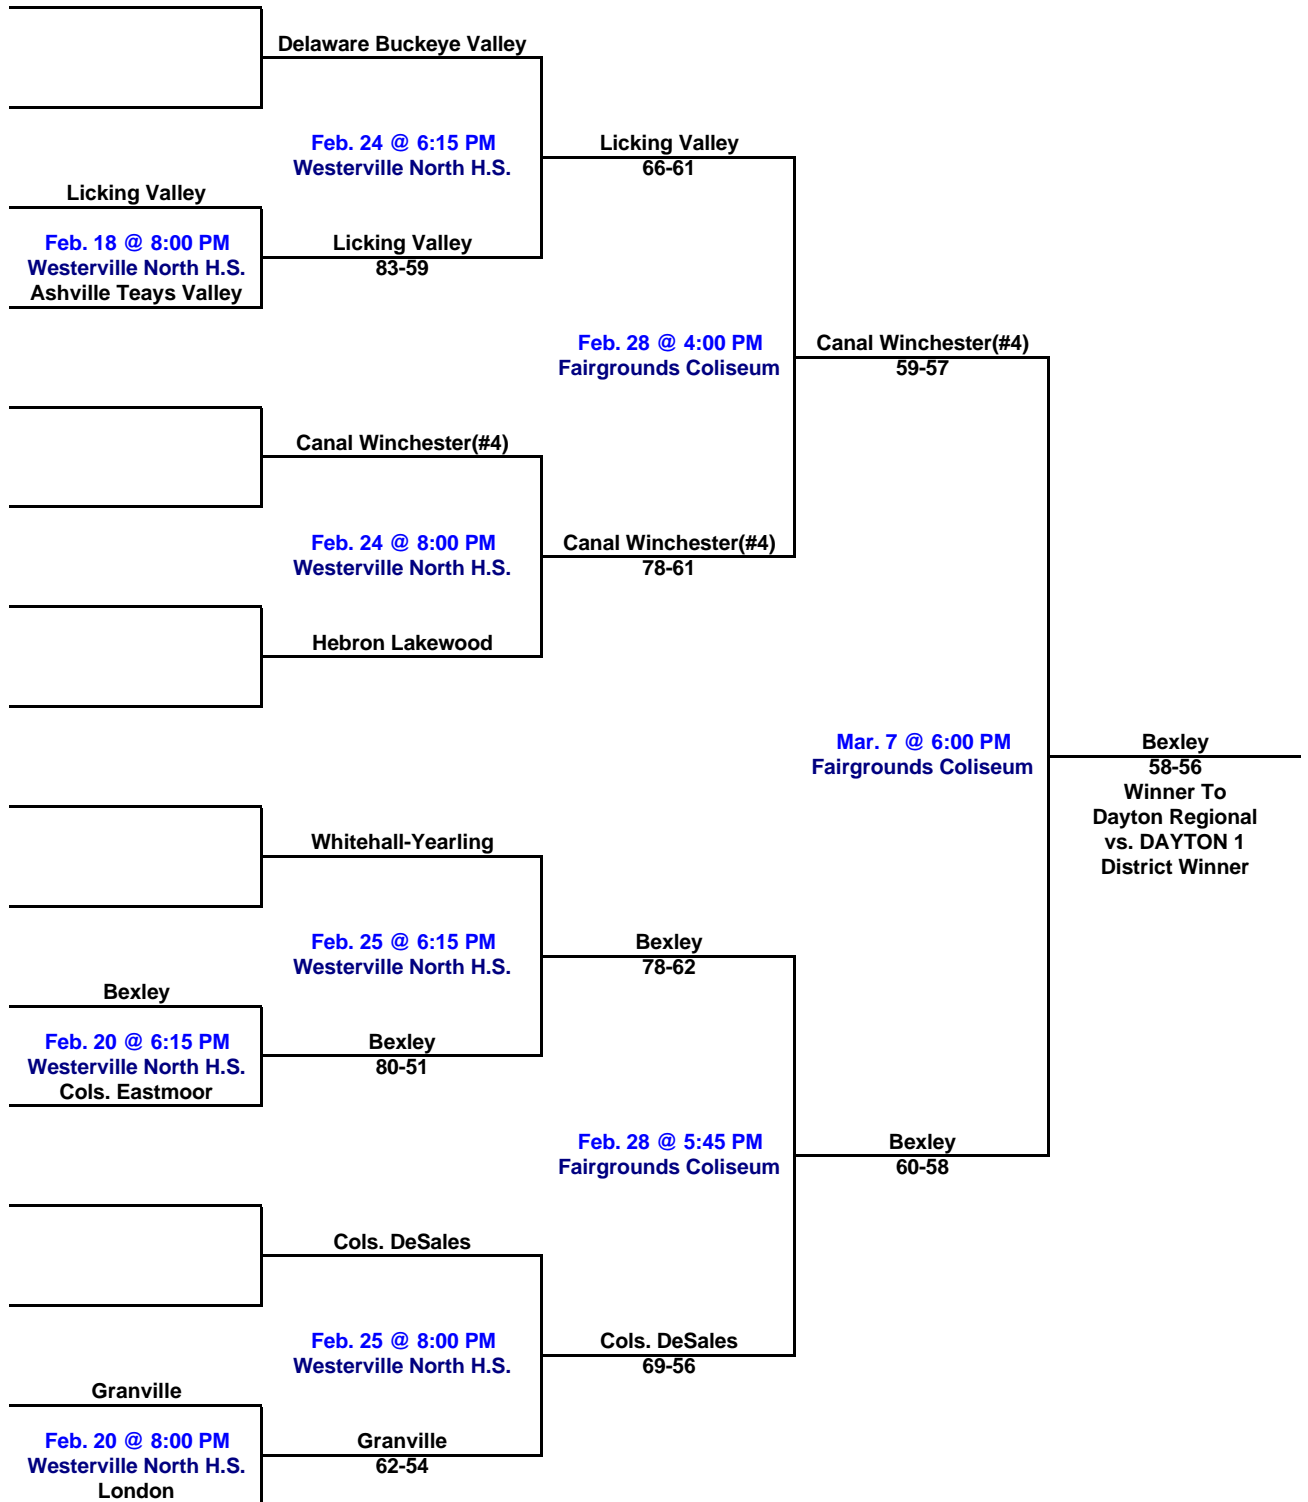 Delaware Buckeye Valley
Feb. 24 @ 6:15 PM
Westerville North H.S.
Licking Valley
66-61
Licking Valley
Feb. 18 @ 8:00 PM
Westerville North H.S.
Ashville Teays Valley
Licking Valley
83-59
Feb. 28 @ 4:00 PM
Fairgrounds Coliseum
Canal Winchester(#4)
59-57
Canal Winchester(#4)
Feb. 24 @ 8:00 PM
Westerville North H.S.
Canal Winchester(#4)
78-61
Hebron Lakewood
Mar. 7 @ 6:00 PM
Fairgrounds Coliseum
Bexley
58-56
Winner To
Dayton Regional
vs. DAYTON 1
District Winner
Whitehall-Yearling
Feb. 25 @ 6:15 PM
Westerville North H.S.
Bexley
78-62
Bexley
Feb. 20 @ 6:15 PM
Westerville North H.S.
Cols. Eastmoor
Bexley
80-51
Feb. 28 @ 5:45 PM
Fairgrounds Coliseum
Bexley
60-58
Cols. DeSales
Feb. 25 @ 8:00 PM
Westerville North H.S.
Cols. DeSales
69-56
Granville
Feb. 20 @ 8:00 PM
Westerville North H.S.
London
Granville
62-54